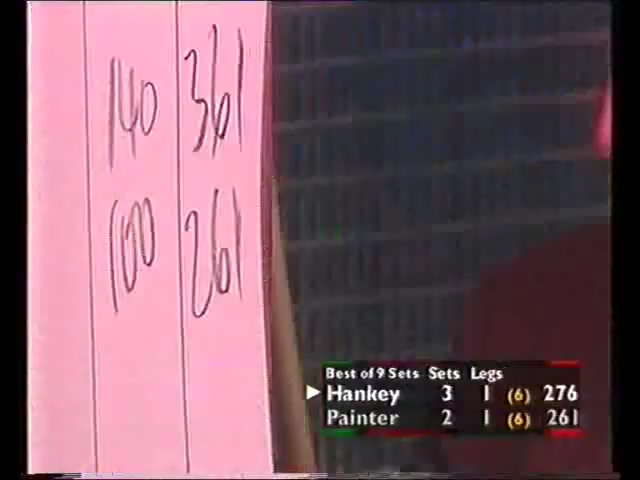 140 361
100 261
Best of 9 Sets Sets Legs
Hankey 3 1 (6) 276
Painter 2 1 (6) 261